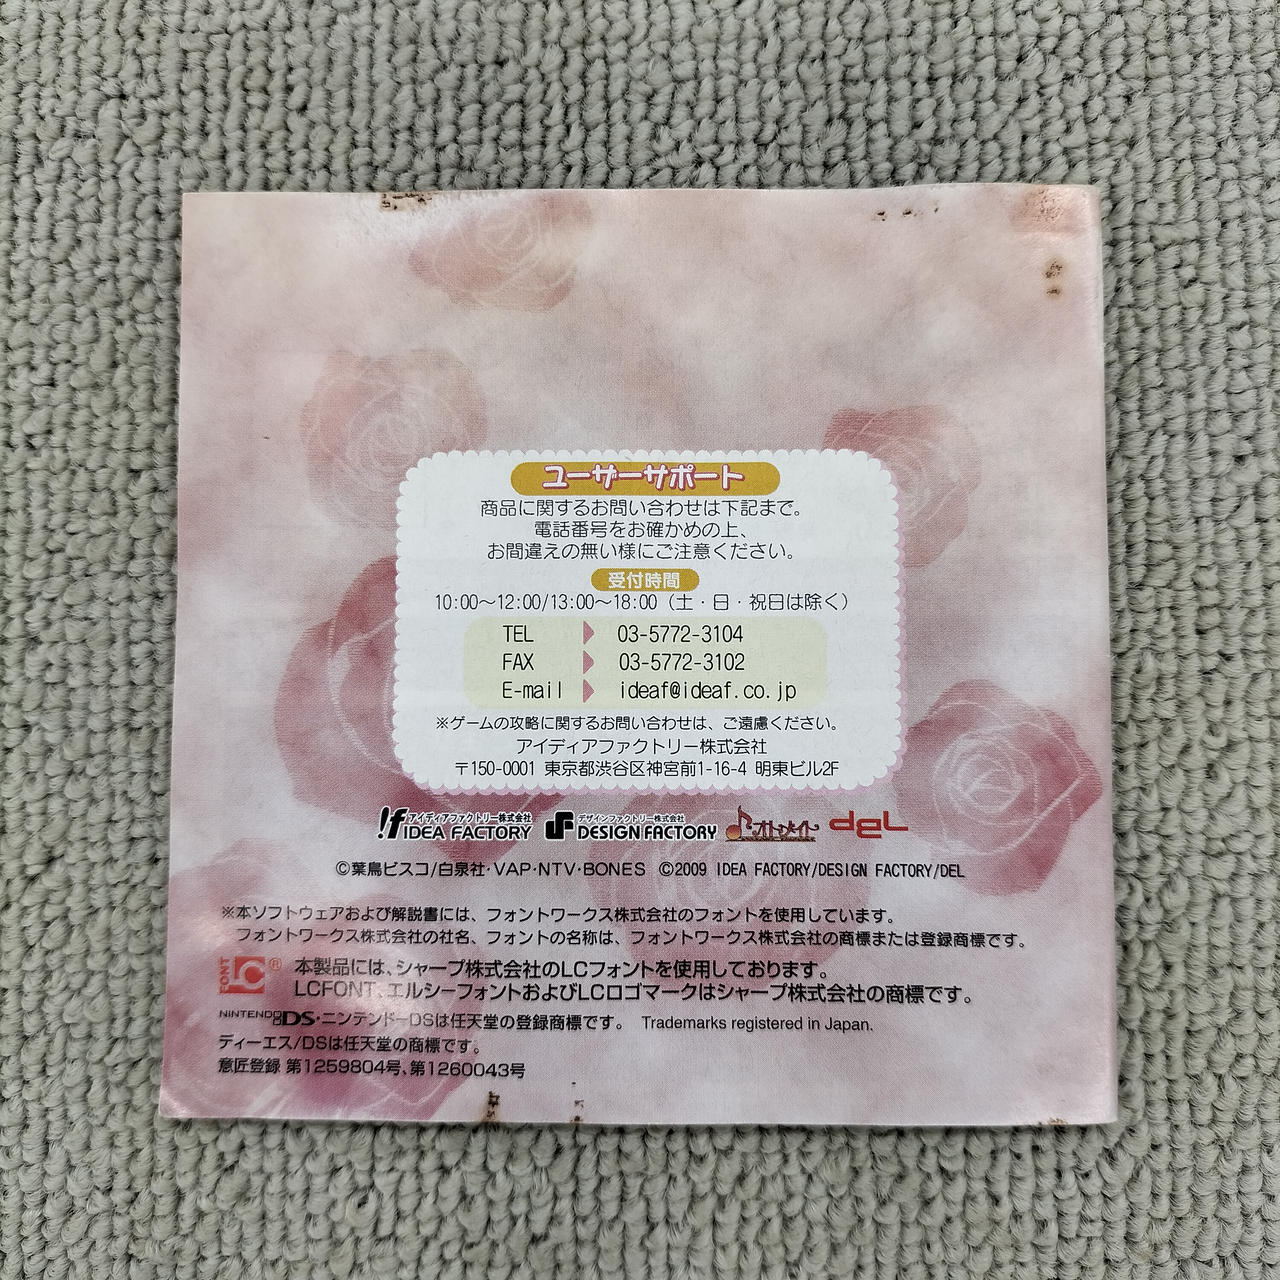 ユーザーサポート
商品に関するお問い合わせは下記まで。
電話番号をお確かめの上、
お間違えの無い様にご注意ください。
受付時間
10:00〜12:00/13:00〜18:00（土・日・祝日は除く）
TEL 03-5772-3104
FAX 03-5772-3102
E-mail ideaf@ideaf.co.jp
※ゲームの攻略に関するお問い合わせは、ご遠慮ください。
アイディアファクトリー株式会社
〒150-0001 東京都渋谷区神宮前1-16-4 明東ビル2F
アイディアファクトリー株式会社 デザインファクトリー株式会社
IF IDEA FACTORY DF DESIGN FACTORY オトメイト DEL
©葉鳥ビスコ/白泉社・VAP・NTV・BONES ©2009 IDEA FACTORY/DESIGN FACTORY/DEL
※本ソフトウェアおよび解説書には、フォントワークス株式会社のフォントを使用しています。
フォントワークス株式会社の社名、フォントの名称は、フォントワークス株式会社の商標または登録商標です。
FONT LC® 本製品には、シャープ株式会社のLCフォントを使用しております。
LCFONT、エルシーフォントおよびLCロゴマークはシャープ株式会社の商標です。
NINTENDO DS・ニンテンドーDSは任天堂の登録商標です。 Trademarks registered in Japan.
ディーエス/DSは任天堂の商標です。
意匠登録 第1259804号、第1260043号